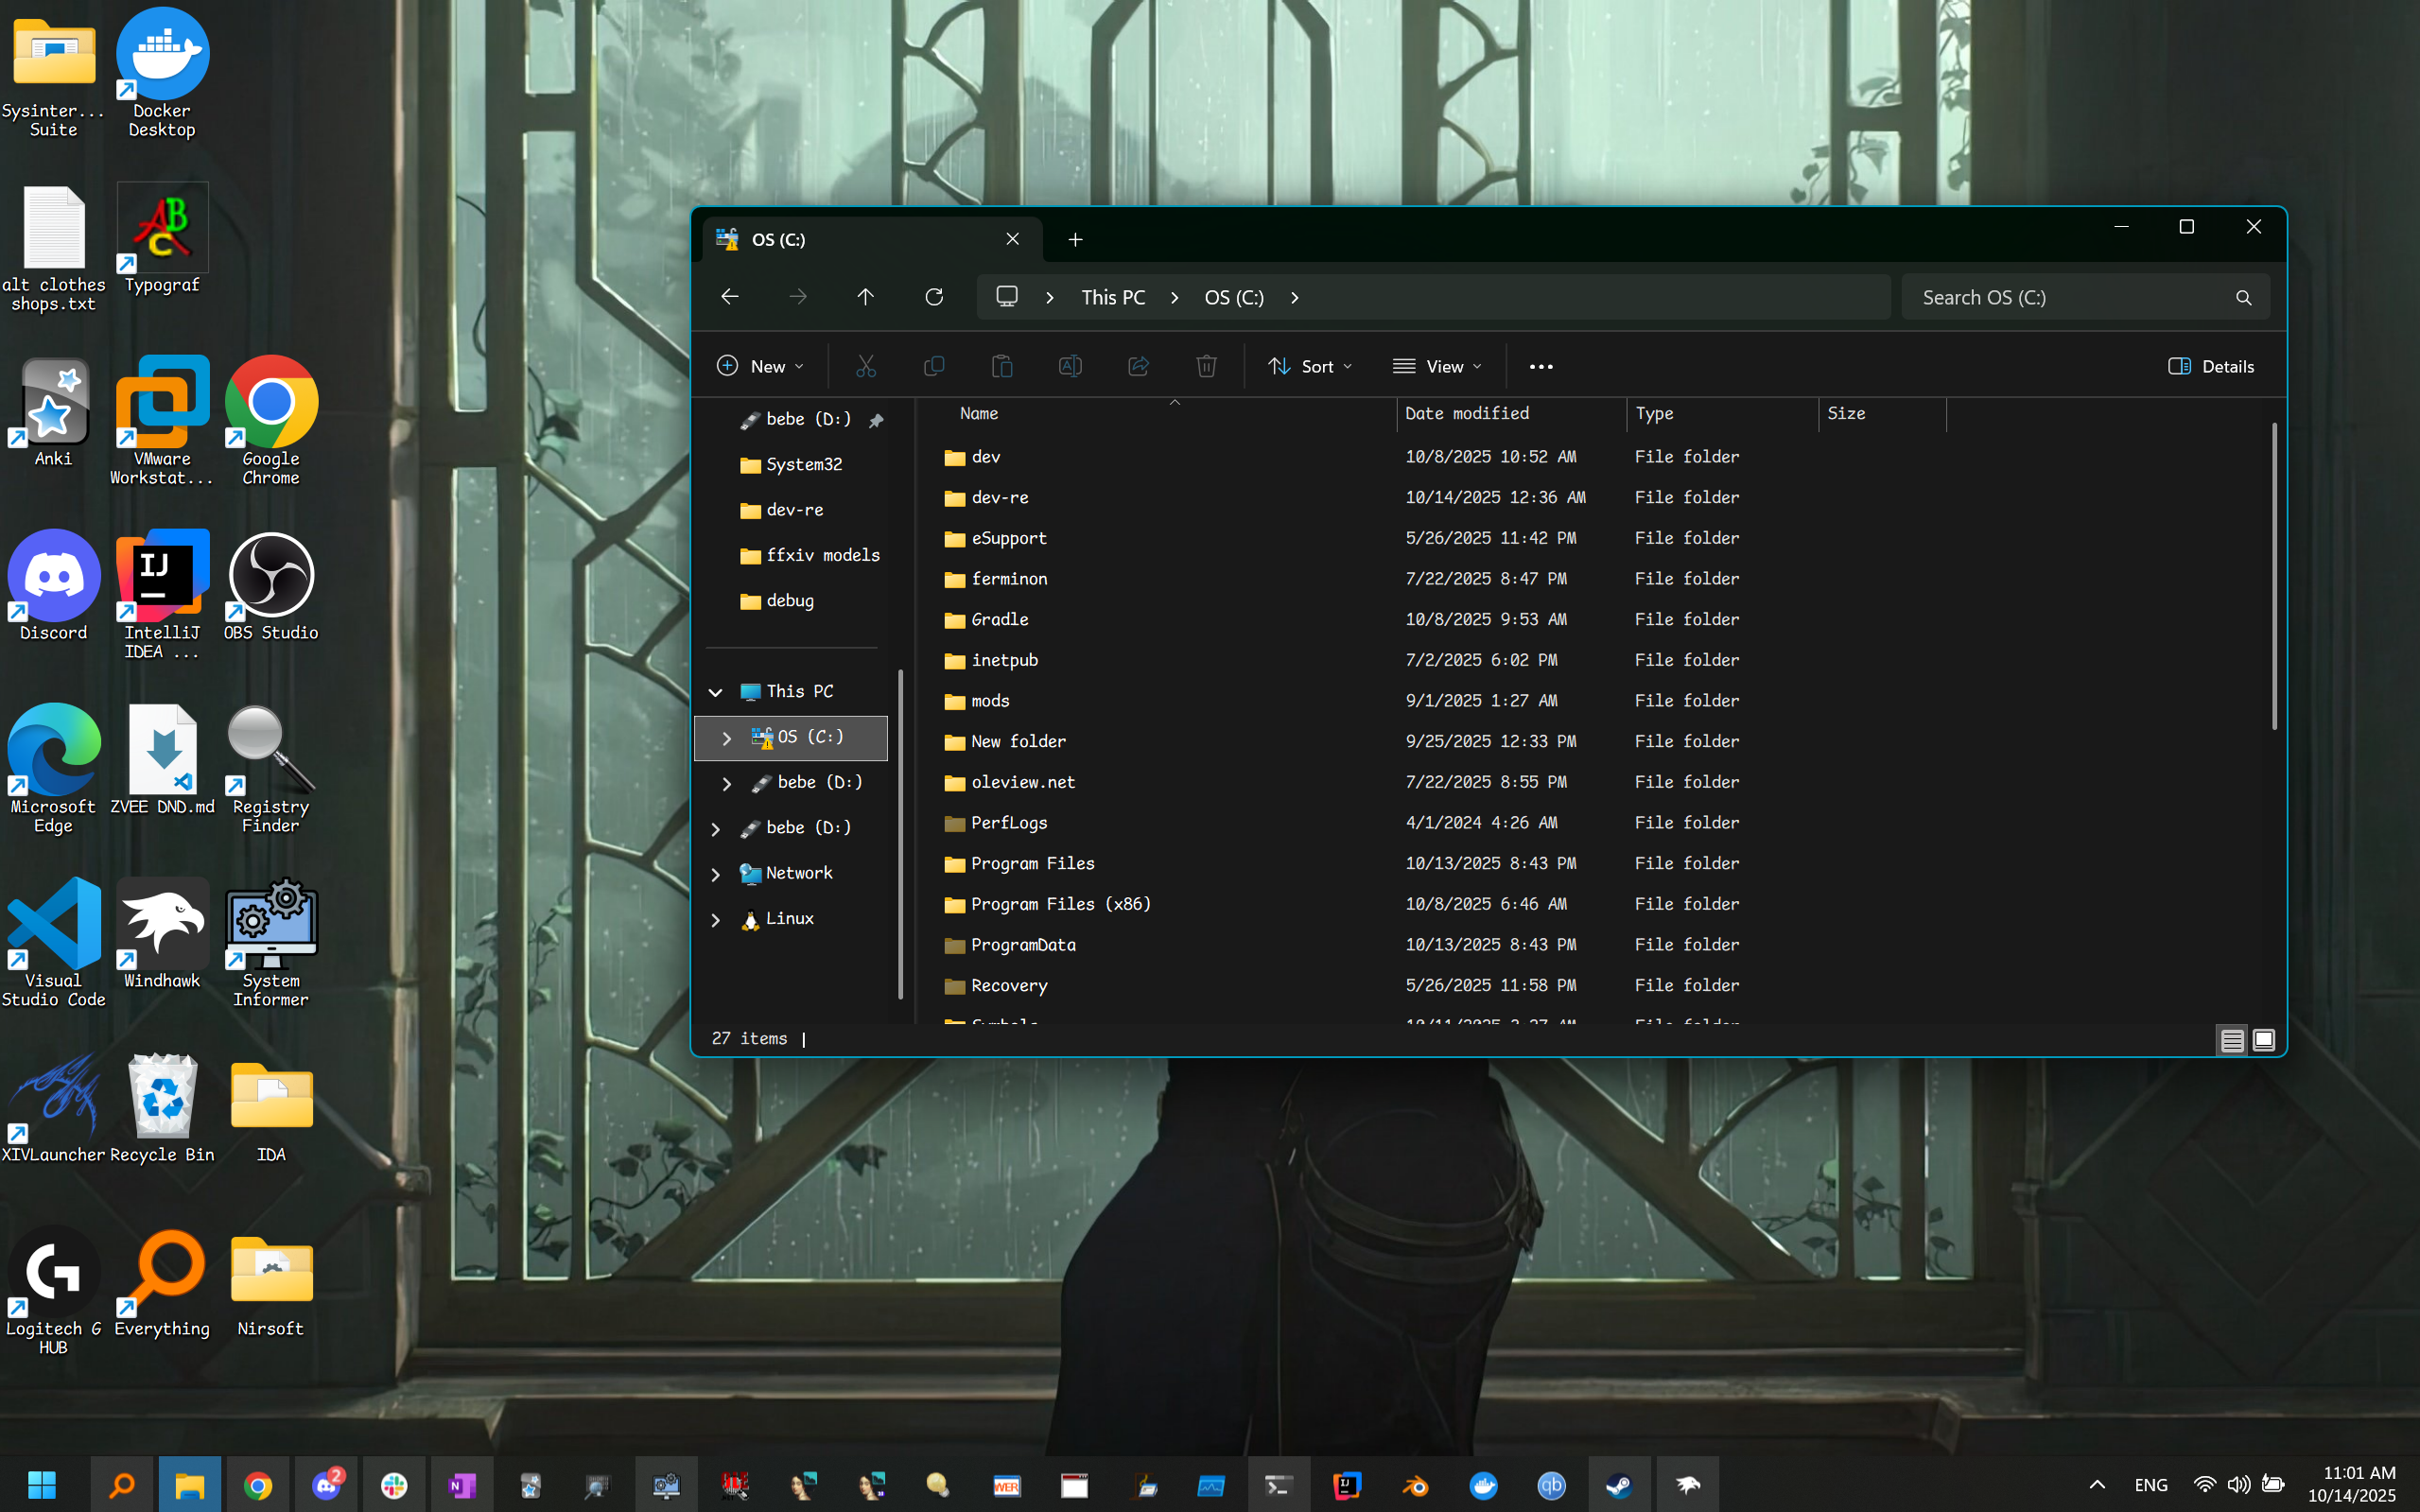 Sysinter...
Suite
Docker
Desktop
alt clothes
shops.txt
Typograf
Anki
VMware
Workstat...
Google
Chrome
Discord
IntelliJ
IDEA ...
OBS Studio
Microsoft
Edge
ZVEE DND.md
Registry
Finder
Visual
Studio Code
Windhawk
System
Informer
XIVLauncher
Recycle Bin
IDA
Logitech G
HUB
Everything
Nirsoft
OS (C:)
This PC
OS (C:)
Search OS (C:)
New
Sort
View
Details
bebe (D:)
System32
dev-re
ffxiv models
debug
This PC
OS (C:)
bebe (D:)
bebe (D:)
Network
Linux
Name Date modified Type Size
dev 10/8/2025 10:52 AM File folder
dev-re 10/14/2025 12:36 AM File folder
eSupport 5/26/2025 11:42 PM File folder
ferminon 7/22/2025 8:47 PM File folder
Gradle 10/8/2025 9:53 AM File folder
inetpub 7/2/2025 6:02 PM File folder
mods 9/1/2025 1:27 AM File folder
New folder 9/25/2025 12:33 PM File folder
oleview.net 7/22/2025 8:55 PM File folder
PerfLogs 4/1/2024 4:26 AM File folder
Program Files 10/13/2025 8:43 PM File folder
Program Files (x86) 10/8/2025 6:46 AM File folder
ProgramData 10/13/2025 8:43 PM File folder
Recovery 5/26/2025 11:58 PM File folder
27 items
2
WER
IJ
qb
ENG
11:01 AM
10/14/2025